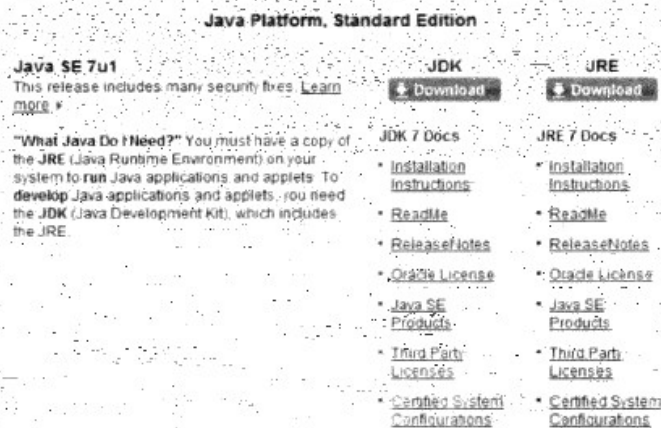 Java Platform, Standard Edition
Java SE 7u1
This release includes many security fixes. Learn
more
"What Java Do I Need?" You must have a copy of
the JRE (Java Runtime Environment) on your
system to run Java applications and applets. To
develop Java applications and applets, you need
the JDK (Java Development Kit), which includes
the JRE.
JDK
Download
JDK 7 Docs
• Installation
Instructions
• ReadMe
• ReleaseNotes
• Oracle License
• Java SE
Products
• Third Party
Licenses
• Certified System
Configurations
JRE
Download
JRE 7 Docs
• Installation
Instructions
• ReadMe
• ReleaseNotes
• Oracle License
• Java SE
Products
• Third Party
Licenses
• Certified System
Configurations